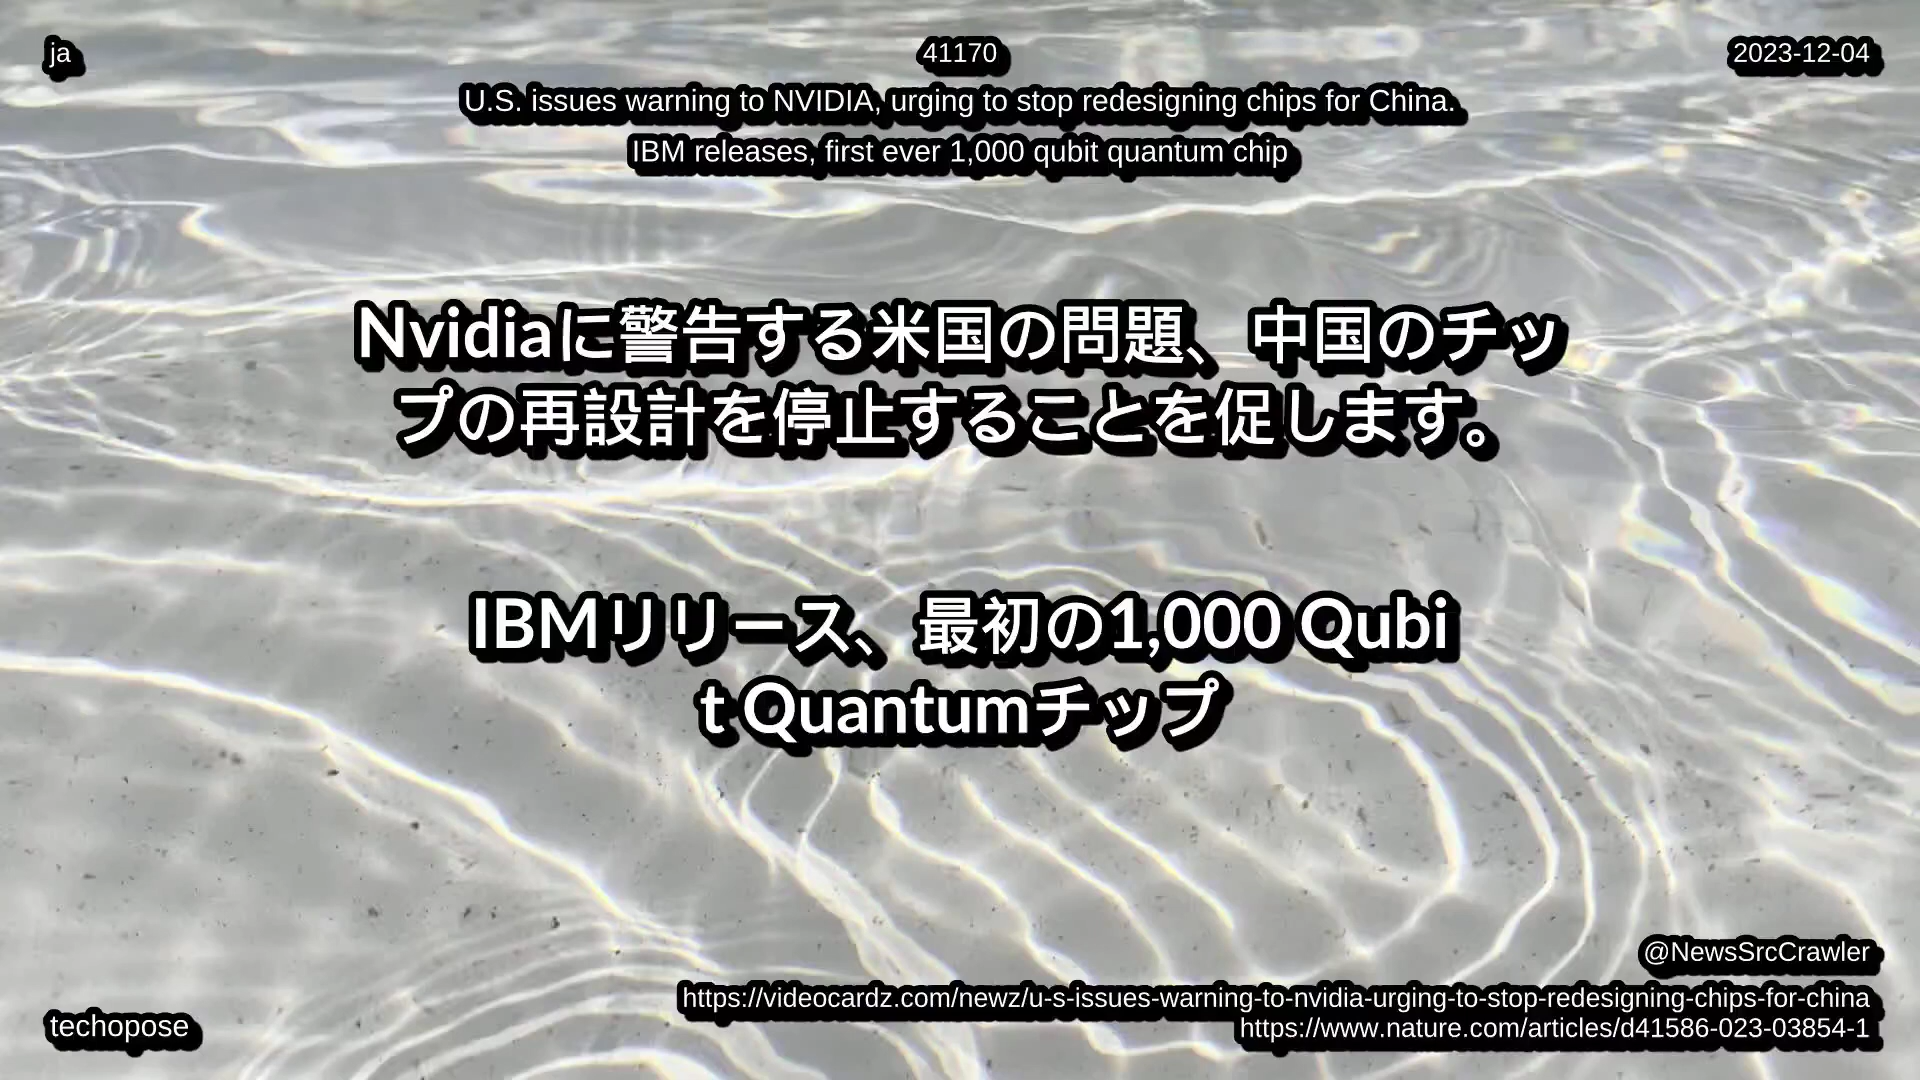 ja
41170
2023-12-04
U.S. issues warning to NVIDIA, urging to stop redesigning chips for China.
IBM releases, first ever 1,000 qubit quantum chip
Nvidiaに警告する米国の問題、中国のチッ
プの再設計を停止することを促します。
IBMリリース、最初の1,000 Qubi
t Quantumチップ
@NewsSrcCrawler
https://videocardz.com/newz/u-s-issues-warning-to-nvidia-urging-to-stop-redesigning-chips-for-china
https://www.nature.com/articles/d41586-023-03854-1
techopose